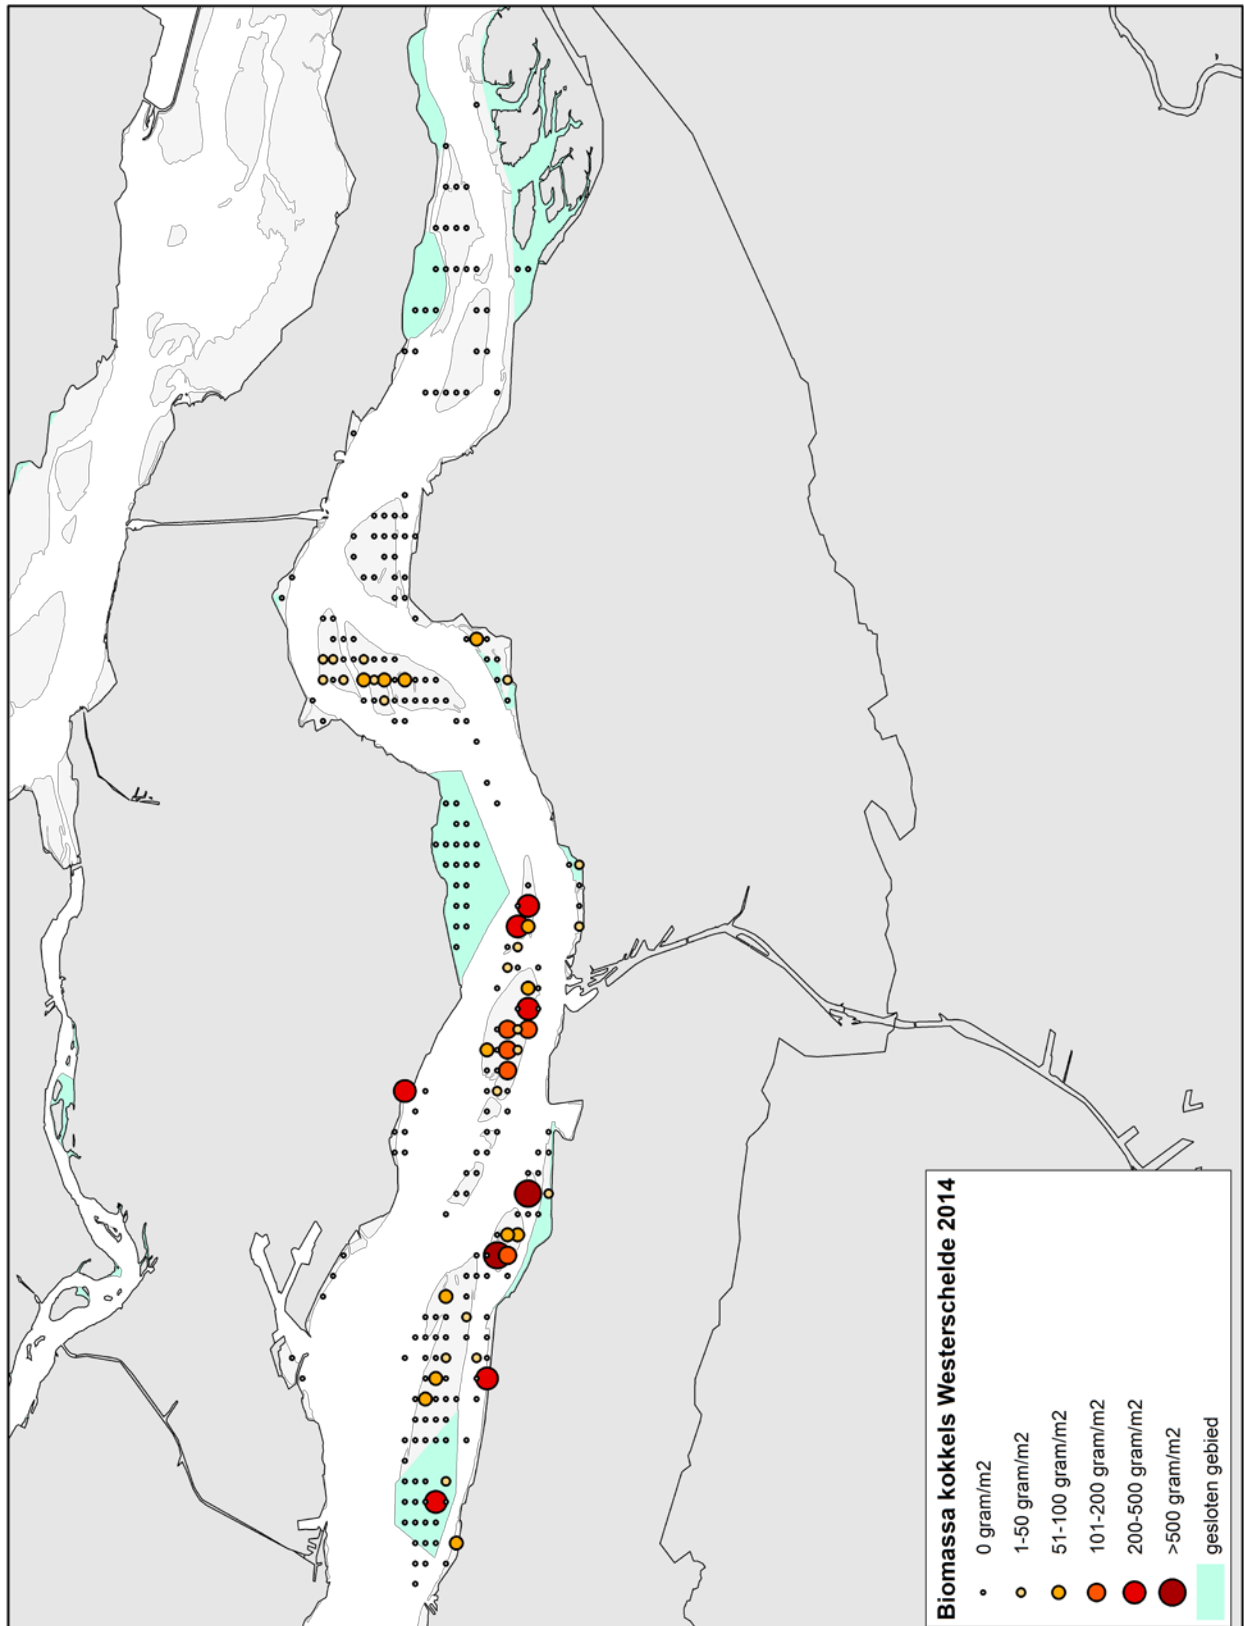 Biomassa kokkels Westerschelde 2014
0 gram/m2
1-50 gram/m2
51-100 gram/m2
101-200 gram/m2
200-500 gram/m2
>500 gram/m2
gesloten gebied